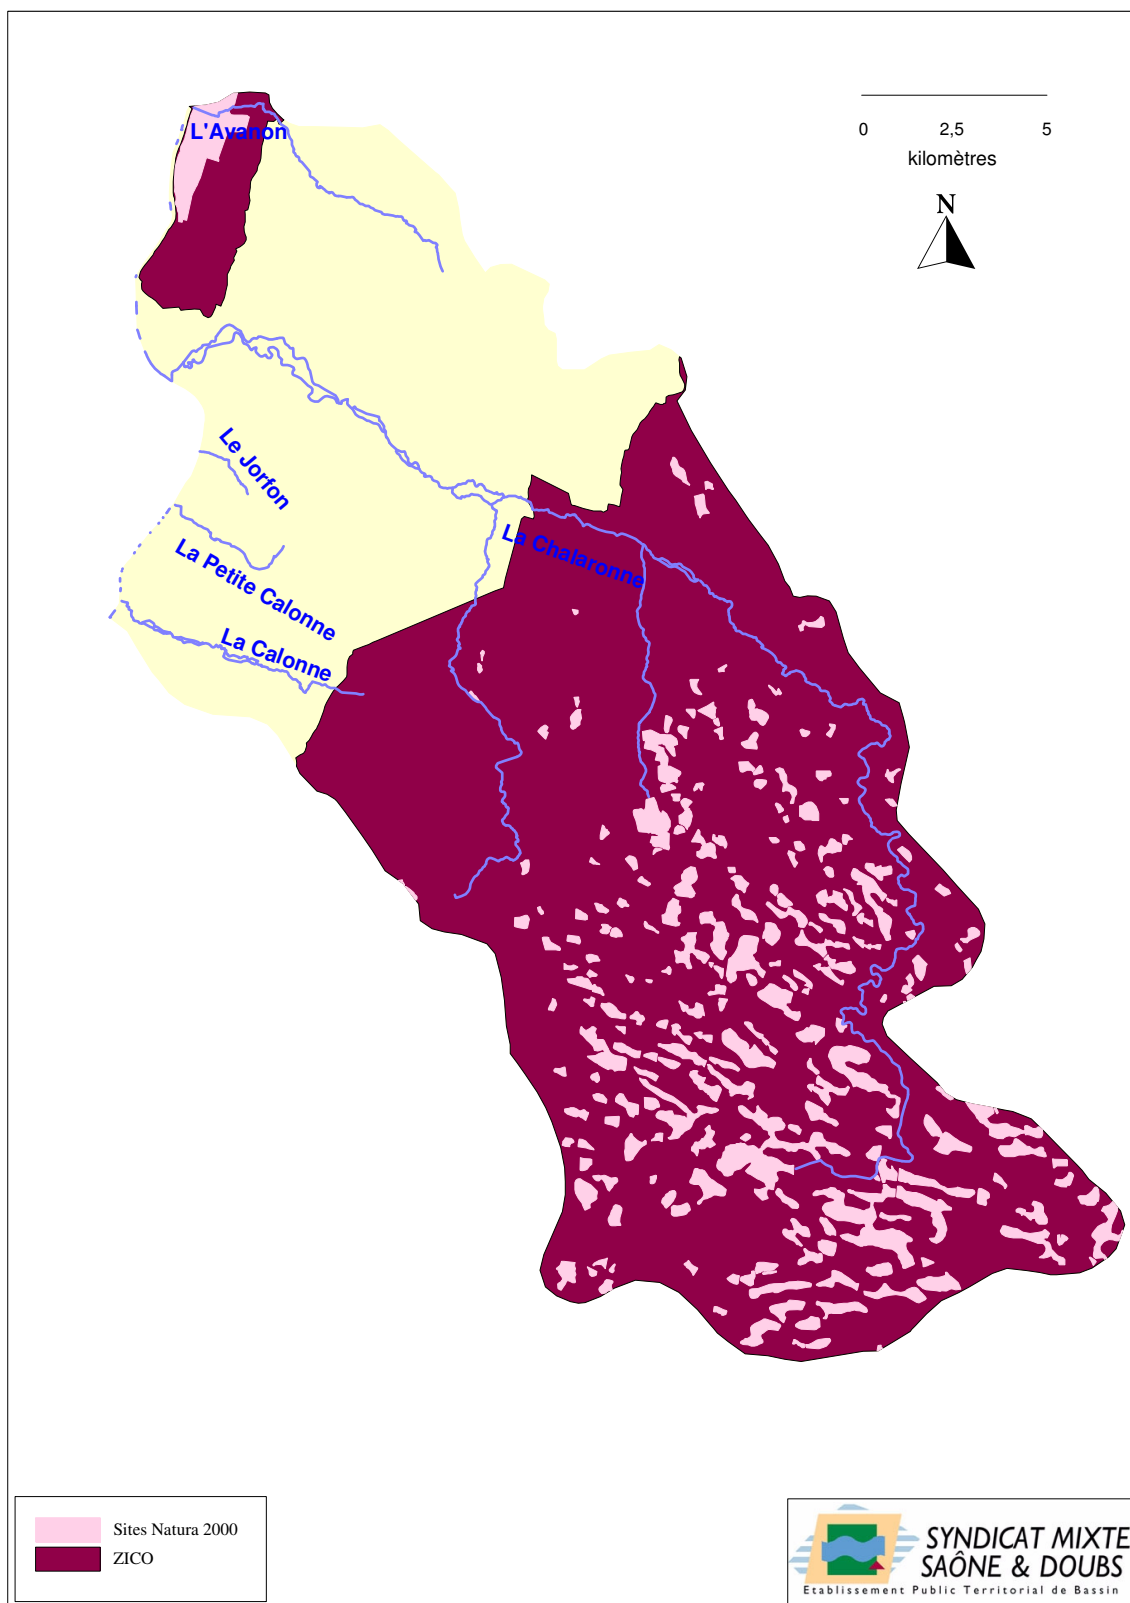 L'Avanon
0 2,5 5
kilomètres
N
Le Jorfon
La Chalaronne
La Petite Calonne
La Calonne
Sites Natura 2000
ZICO
SYNDICAT MIXTE
SAÔNE & DOUBS
Etablissement Public Territorial de Bassin